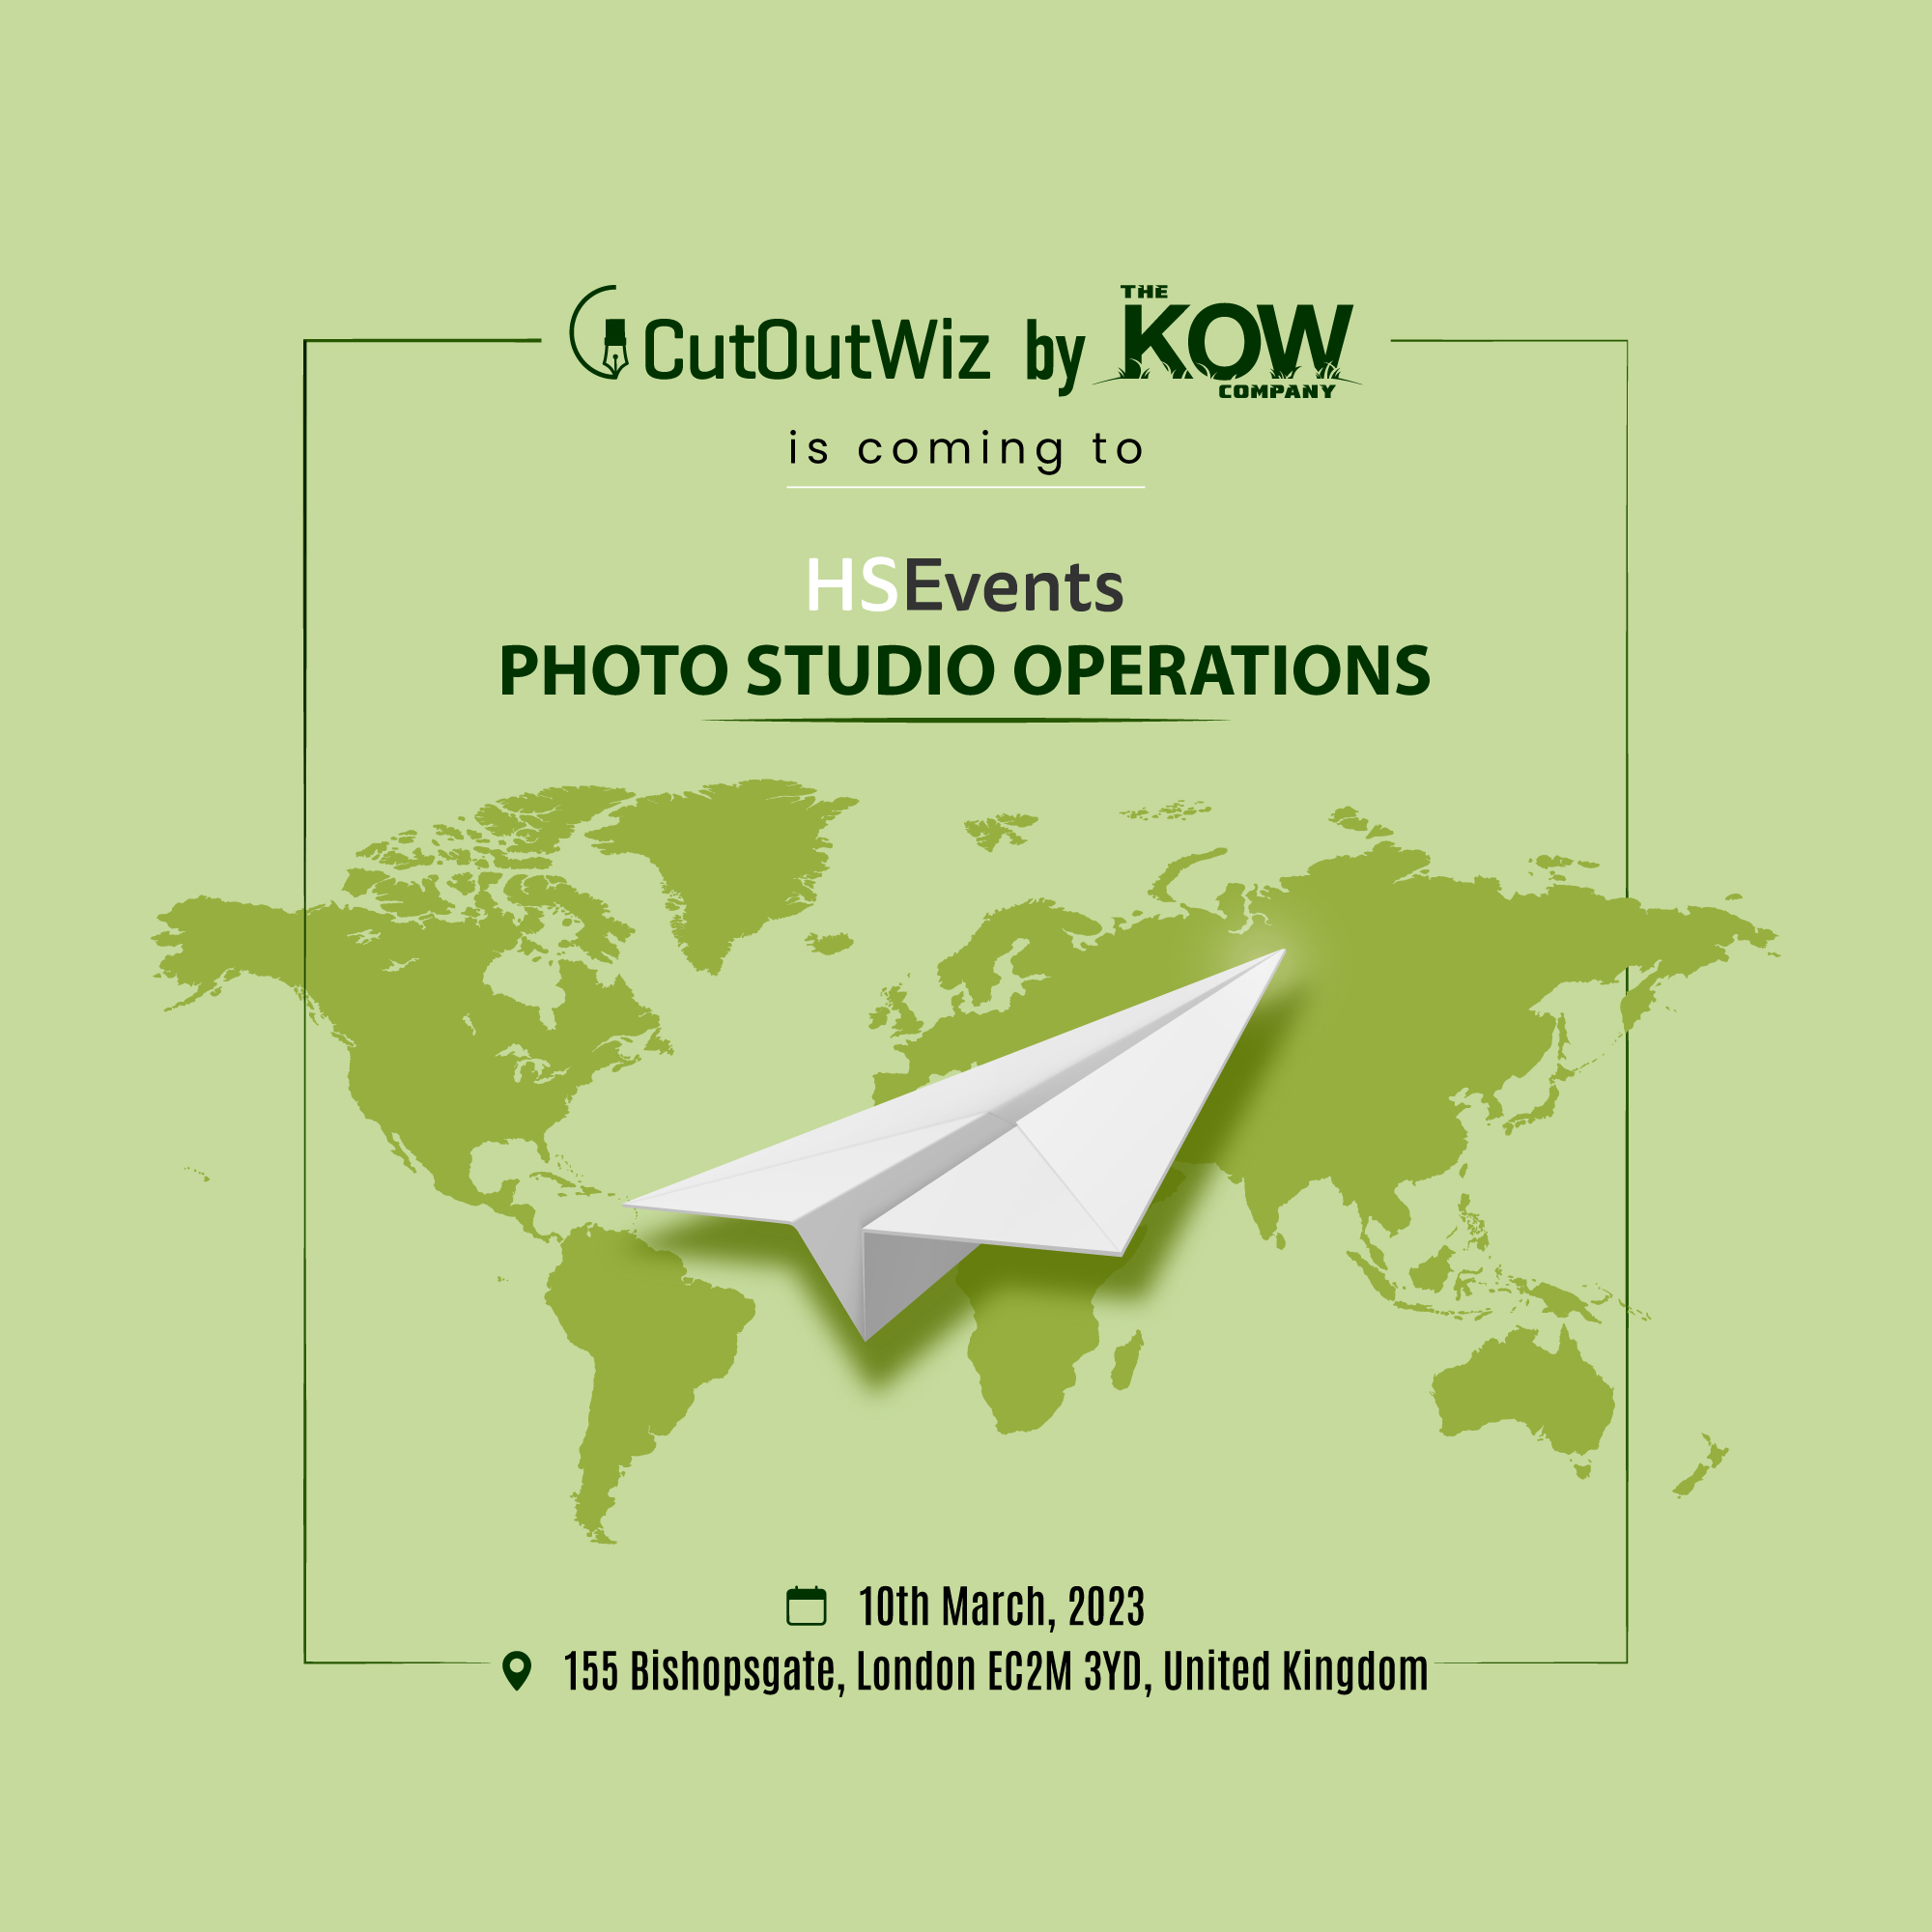 CutOutWiz by THE KOW COMPANY
is coming to
HSEvents
PHOTO STUDIO OPERATIONS
10th March, 2023
155 Bishopsgate, London EC2M 3YD, United Kingdom